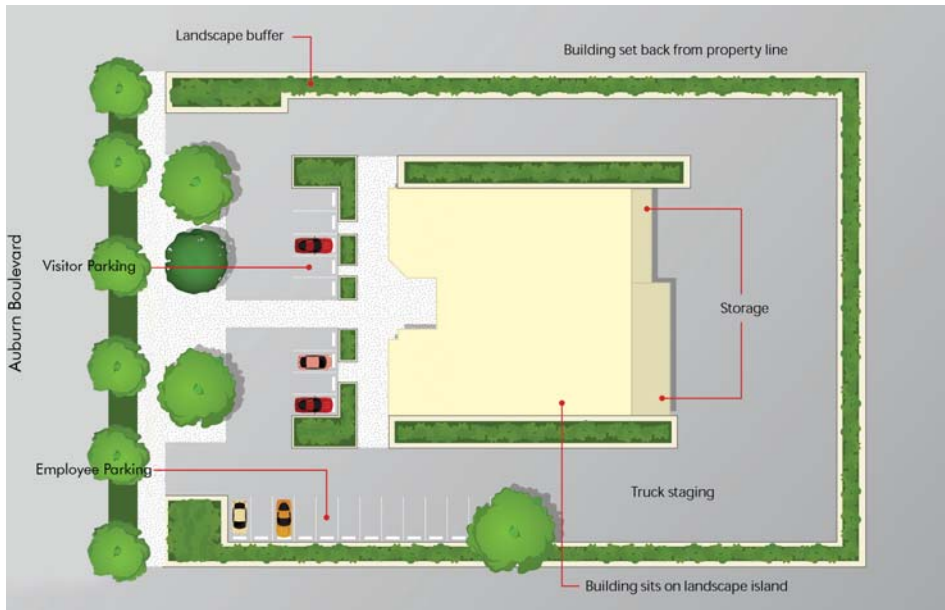 Landscape buffer
Building set back from property line
Auburn Boulevard
Visitor Parking
Storage
Employee Parking
Truck staging
Building sits on landscape island